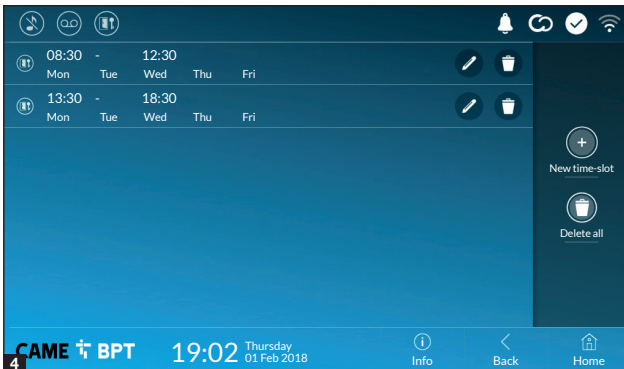 08:30 - 12:30
Mon Tue Wed Thu Fri
13:30 - 18:30
Mon Tue Wed Thu Fri
New time-slot
Delete all
4
CAME BPT
19:02
Thursday
01 Feb 2018
Info
Back
Home